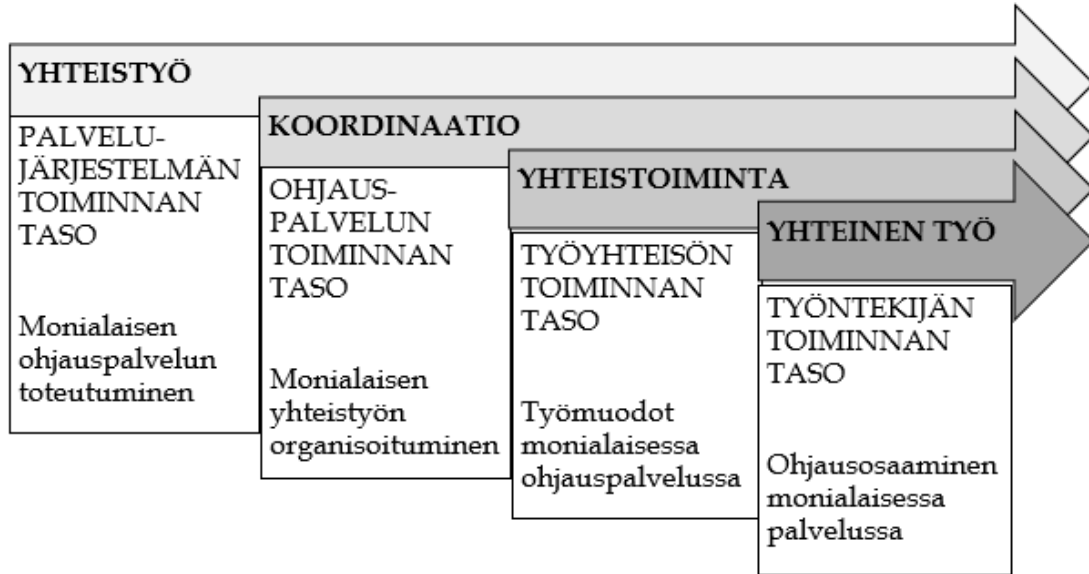 YHTEISTYÖ
PALVELU-
JÄRJESTELMÄN
TOIMINNAN
TASO
Monialaisen
ohjauspalvelun
toteutuminen
KOORDINAATIO
OHJAUS-
PALVELUN
TOIMINNAN
TASO
Monialaisen
yhteistyön
organisoituminen
YHTEISTOIMINTA
TYÖYHTEISÖN
TOIMINNAN
TASO
Työmuodot
monialaisessa
ohjauspalvelussa
YHTEINEN TYÖ
TYÖNTEKIJÄN
TOIMINNAN
TASO
Ohjausosaaminen
monialaisessa
palvelussa